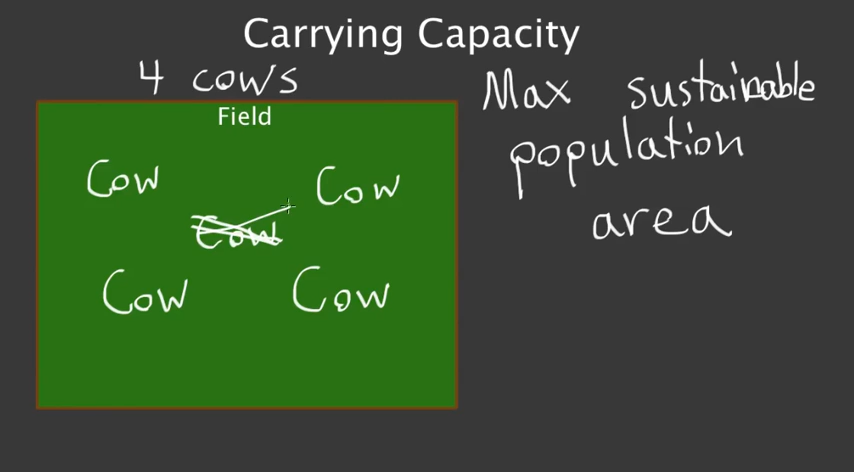 Carrying Capacity
4 cows
Max sustainable
population
area
Field
Cow Cow
Cow
Cow Cow